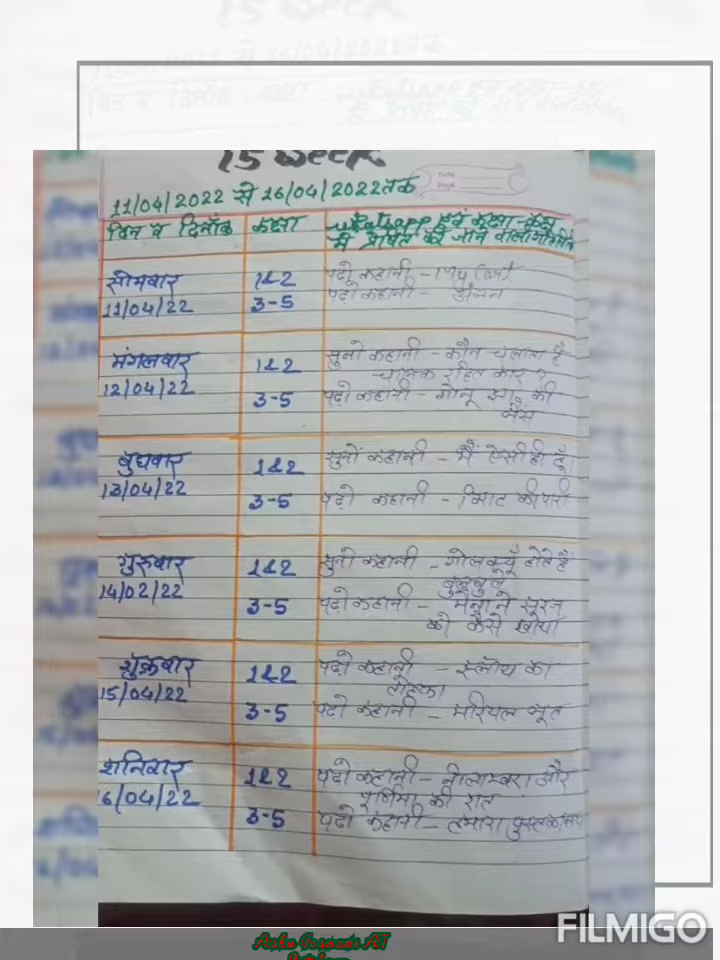 15 week
11/04/2022 से 16/04/2022 तक
दिन व दिनाँक कक्षा whatsapp एवं कक्षा-कक्ष
में प्रेषित की जाने वाली गतिविधि
सोमवार 1&2 पढ़ो कहानी -
11/04/22 3-5 पढ़ो कहानी -
मंगलवार 1&2 सुनो कहानी - कौन चलाता है
चालक रहित कार ?
12/04/22 3-5 पढ़ो कहानी - गोनू झा की
भैंस
बुधवार 1&2 सुनो कहानी - मैं ऐसी ही हूँ
13/04/22 3-5 पढो कहानी -
गुरुवार 1&2 सुनो कहानी - गोल क्यूँ होते हैं
बुलबुले
14/02/22 3-5 पढो कहानी - ने सूरज
को कैसे खोया
शुक्रवार 1&2 पढो कहानी - स्लॉथ का
तोहफा
15/04/22 3-5 पढो कहानी - मरियल भूत
शनिवार 1&2 पढो कहानी - नीलाम्बरा और
की रात
16/04/22 3-5 पढो कहानी - हमारा पुस्तकालय
FILMIGO